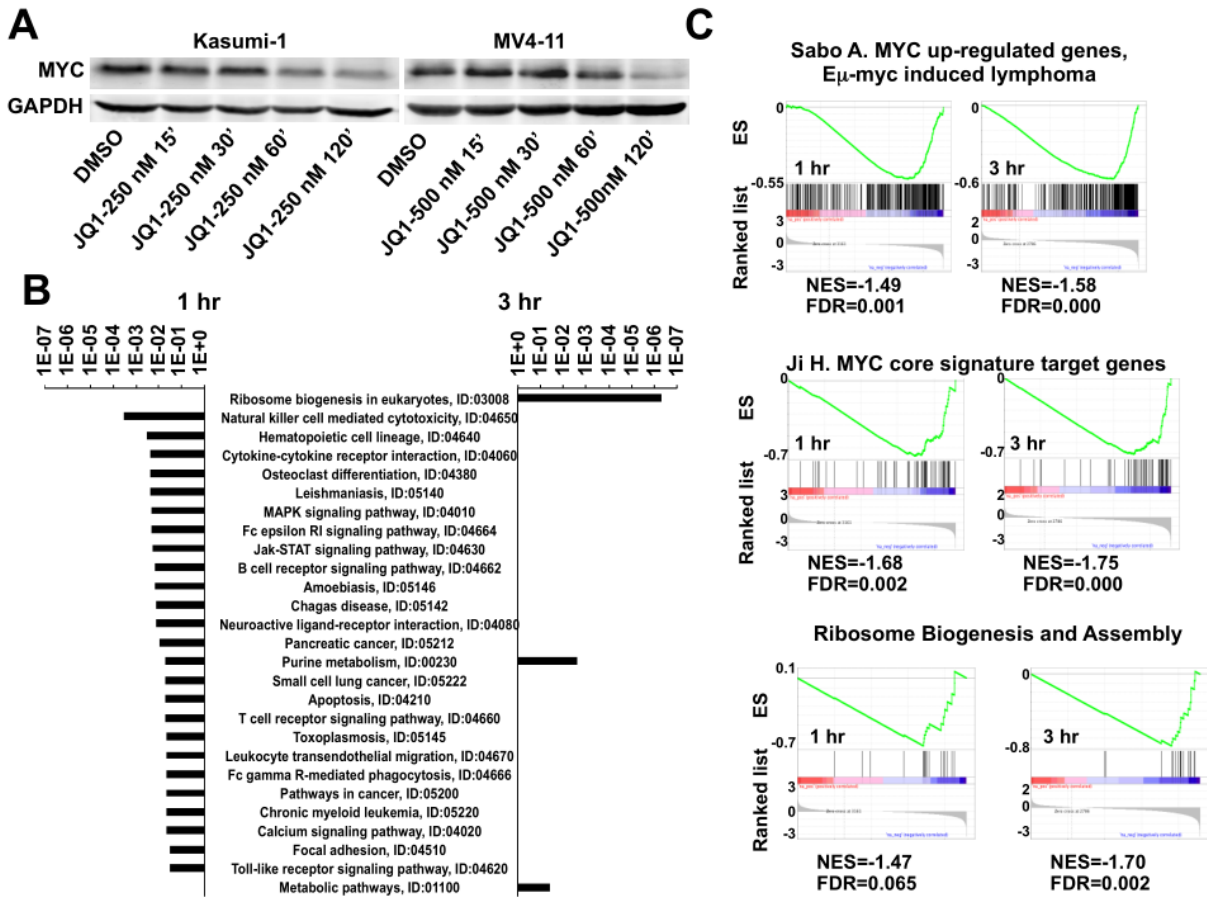 A
Kasumi-1
MV4-11
MYC
GAPDH
DMSO
JQ1-250 nM 15’
JQ1-250 nM 30’
JQ1-250 nM 60’
JQ1-250 nM 120’
DMSO
JQ1-500 nM 15’
JQ1-500 nM 30’
JQ1-500 nM 60’
JQ1-500nM 120’
B
1 hr
3 hr
1E-07
1E-06
1E-05
1E-04
1E-03
1E-02
1E-01
1E+0
1E+0
1E-01
1E-02
1E-03
1E-04
1E-05
1E-06
1E-07
Ribosome biogenesis in eukaryotes, ID:03008
Natural killer cell mediated cytotoxicity, ID:04650
Hematopoietic cell lineage, ID:04640
Cytokine-cytokine receptor interaction, ID:04060
Osteoclast differentiation, ID:04380
Leishmaniasis, ID:05140
MAPK signaling pathway, ID:04010
Fc epsilon RI signaling pathway, ID:04664
Jak-STAT signaling pathway, ID:04630
B cell receptor signaling pathway, ID:04662
Amoebiasis, ID:05146
Chagas disease, ID:05142
Neuroactive ligand-receptor interaction, ID:04080
Pancreatic cancer, ID:05212
Purine metabolism, ID:00230
Small cell lung cancer, ID:05222
Apoptosis, ID:04210
T cell receptor signaling pathway, ID:04660
Toxoplasmosis, ID:05145
Leukocyte transendothelial migration, ID:04670
Fc gamma R-mediated phagocytosis, ID:04666
Pathways in cancer, ID:05200
Chronic myeloid leukemia, ID:05220
Calcium signaling pathway, ID:04020
Focal adhesion, ID:04510
Toll-like receptor signaling pathway, ID:04620
Metabolic pathways, ID:01100
C
Sabo A. MYC up-regulated genes,
Eμ-myc induced lymphoma
ES
Ranked list
0
-0.55
3
0
-3
1 hr
NES=-1.49
FDR=0.001
0
-0.6
2
0
-3
3 hr
NES=-1.58
FDR=0.000
Ji H. MYC core signature target genes
ES
Ranked list
0
-0.7
3
0
-3
1 hr
NES=-1.68
FDR=0.002
0
-0.7
2
0
-3
3 hr
NES=-1.75
FDR=0.000
Ribosome Biogenesis and Assembly
ES
Ranked list
0.1
-0.7
3
0
-3
1 hr
NES=-1.47
FDR=0.065
0
-0.8
2
0
-3
3 hr
NES=-1.70
FDR=0.002